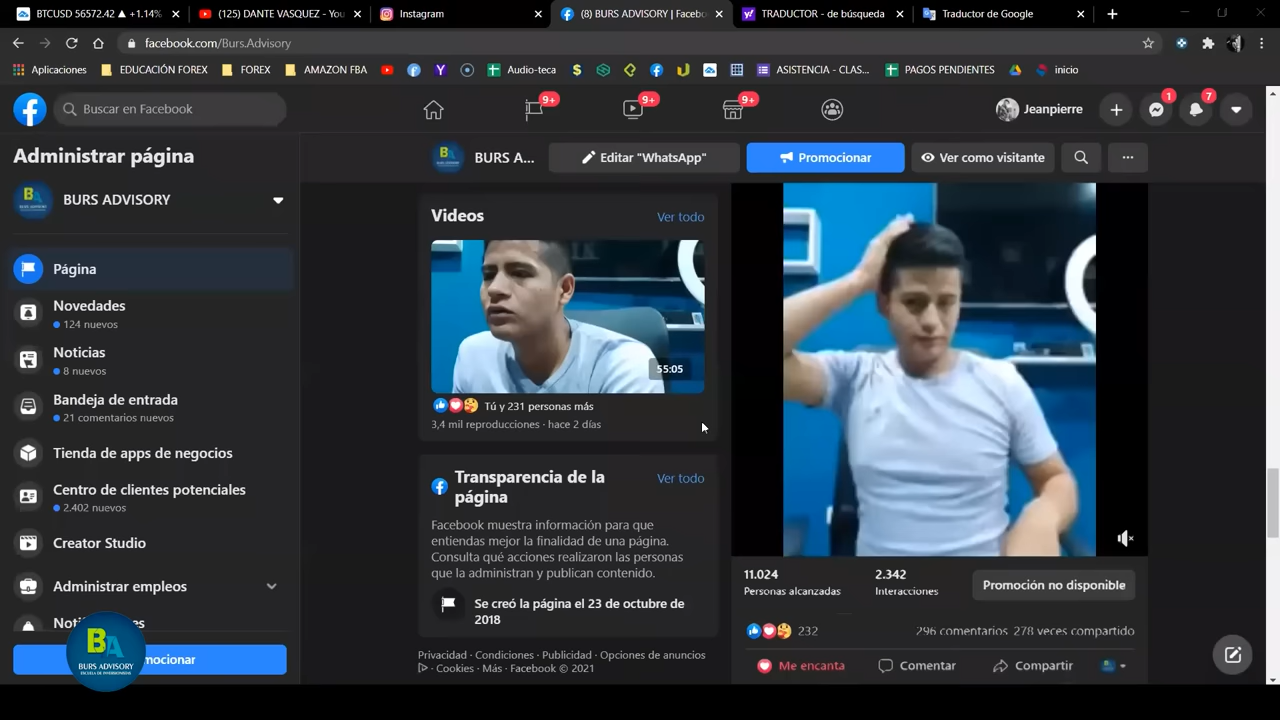 BTCUSD 56572.42 ▲ +1.14%
(125) DANTE VASQUEZ - You
Instagram
(8) BURS ADVISORY | Facebo
TRADUCTOR - de búsqueda
Traductor de Google
facebook.com/Burs.Advisory
Aplicaciones
EDUCACIÓN FOREX
FOREX
AMAZON FBA
Audio-teca
ASISTENCIA - CLAS...
PAGOS PENDIENTES
inicio
Buscar en Facebook
9+
9+
9+
Jeanpierre
1
7
Administrar página
BURS ADVISORY
Página
Novedades
124 nuevos
Noticias
8 nuevos
Bandeja de entrada
21 comentarios nuevos
Tienda de apps de negocios
Centro de clientes potenciales
2.402 nuevos
Creator Studio
Administrar empleos
BA
BURS ADVISORY
mocionar
BURS A...
Editar "WhatsApp"
Promocionar
Ver como visitante
Videos
Ver todo
55:05
Tú y 231 personas más
3,4 mil reproducciones · hace 2 días
Transparencia de la
página
Ver todo
Facebook muestra información para que
entiendas mejor la finalidad de una página.
Consulta qué acciones realizaron las personas
que la administran y publican contenido.
Se creó la página el 23 de octubre de
2018
Privacidad · Condiciones · Publicidad · Opciones de anuncios
· Cookies · Más · Facebook © 2021
11.024
Personas alcanzadas
2.342
Interacciones
Promoción no disponible
232
296 comentarios 278 veces compartido
Me encanta
Comentar
Compartir